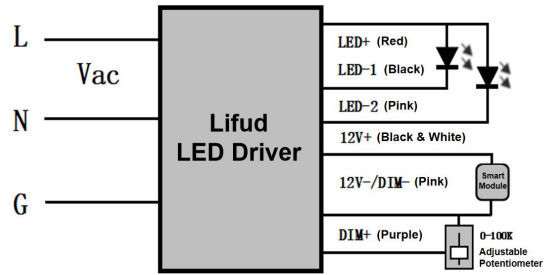 L
Vac
N
G
Lifud
LED Driver
LED+ (Red)
LED-1 (Black)
LED-2 (Pink)
12V+ (Black & White)
12V-/DIM- (Pink)
DIM+ (Purple)
Smart
Module
0-100K
Adjustable
Potentiometer